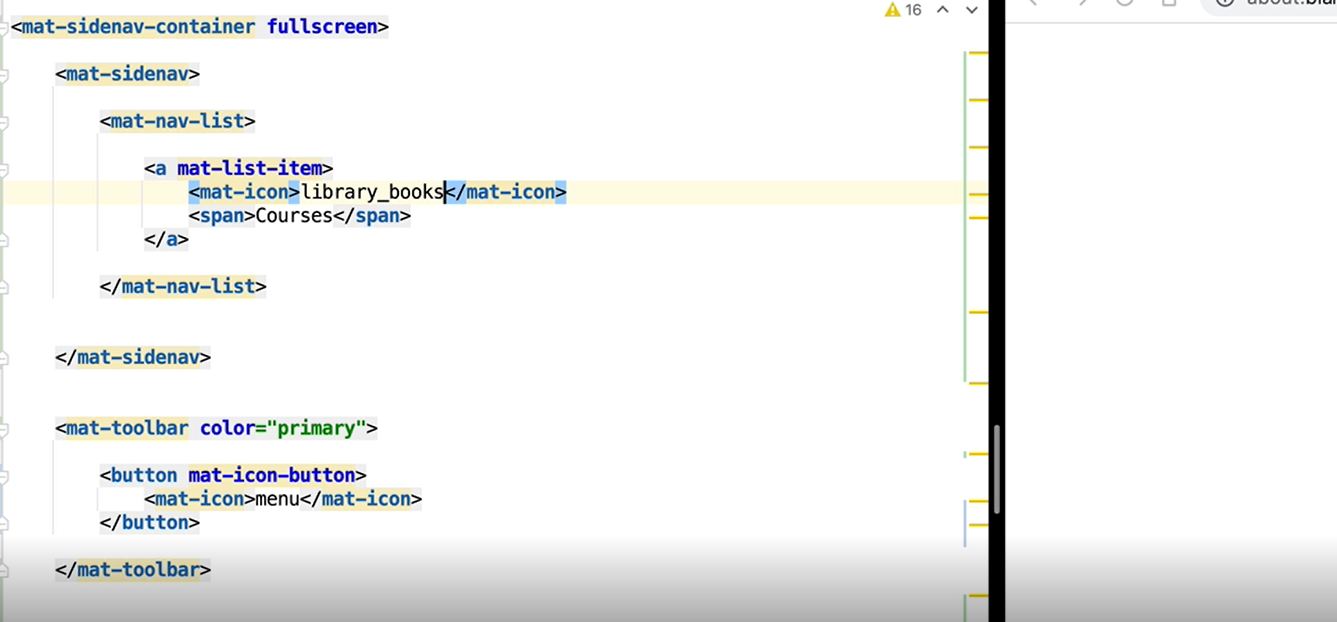 <mat-sidenav-container fullscreen>
16
<mat-sidenav>
<mat-nav-list>
<a mat-list-item>
<mat-icon>library_books</mat-icon>
<span>Courses</span>
</a>
</mat-nav-list>
</mat-sidenav>
<mat-toolbar color="primary">
<button mat-icon-button>
<mat-icon>menu</mat-icon>
</button>
</mat-toolbar>